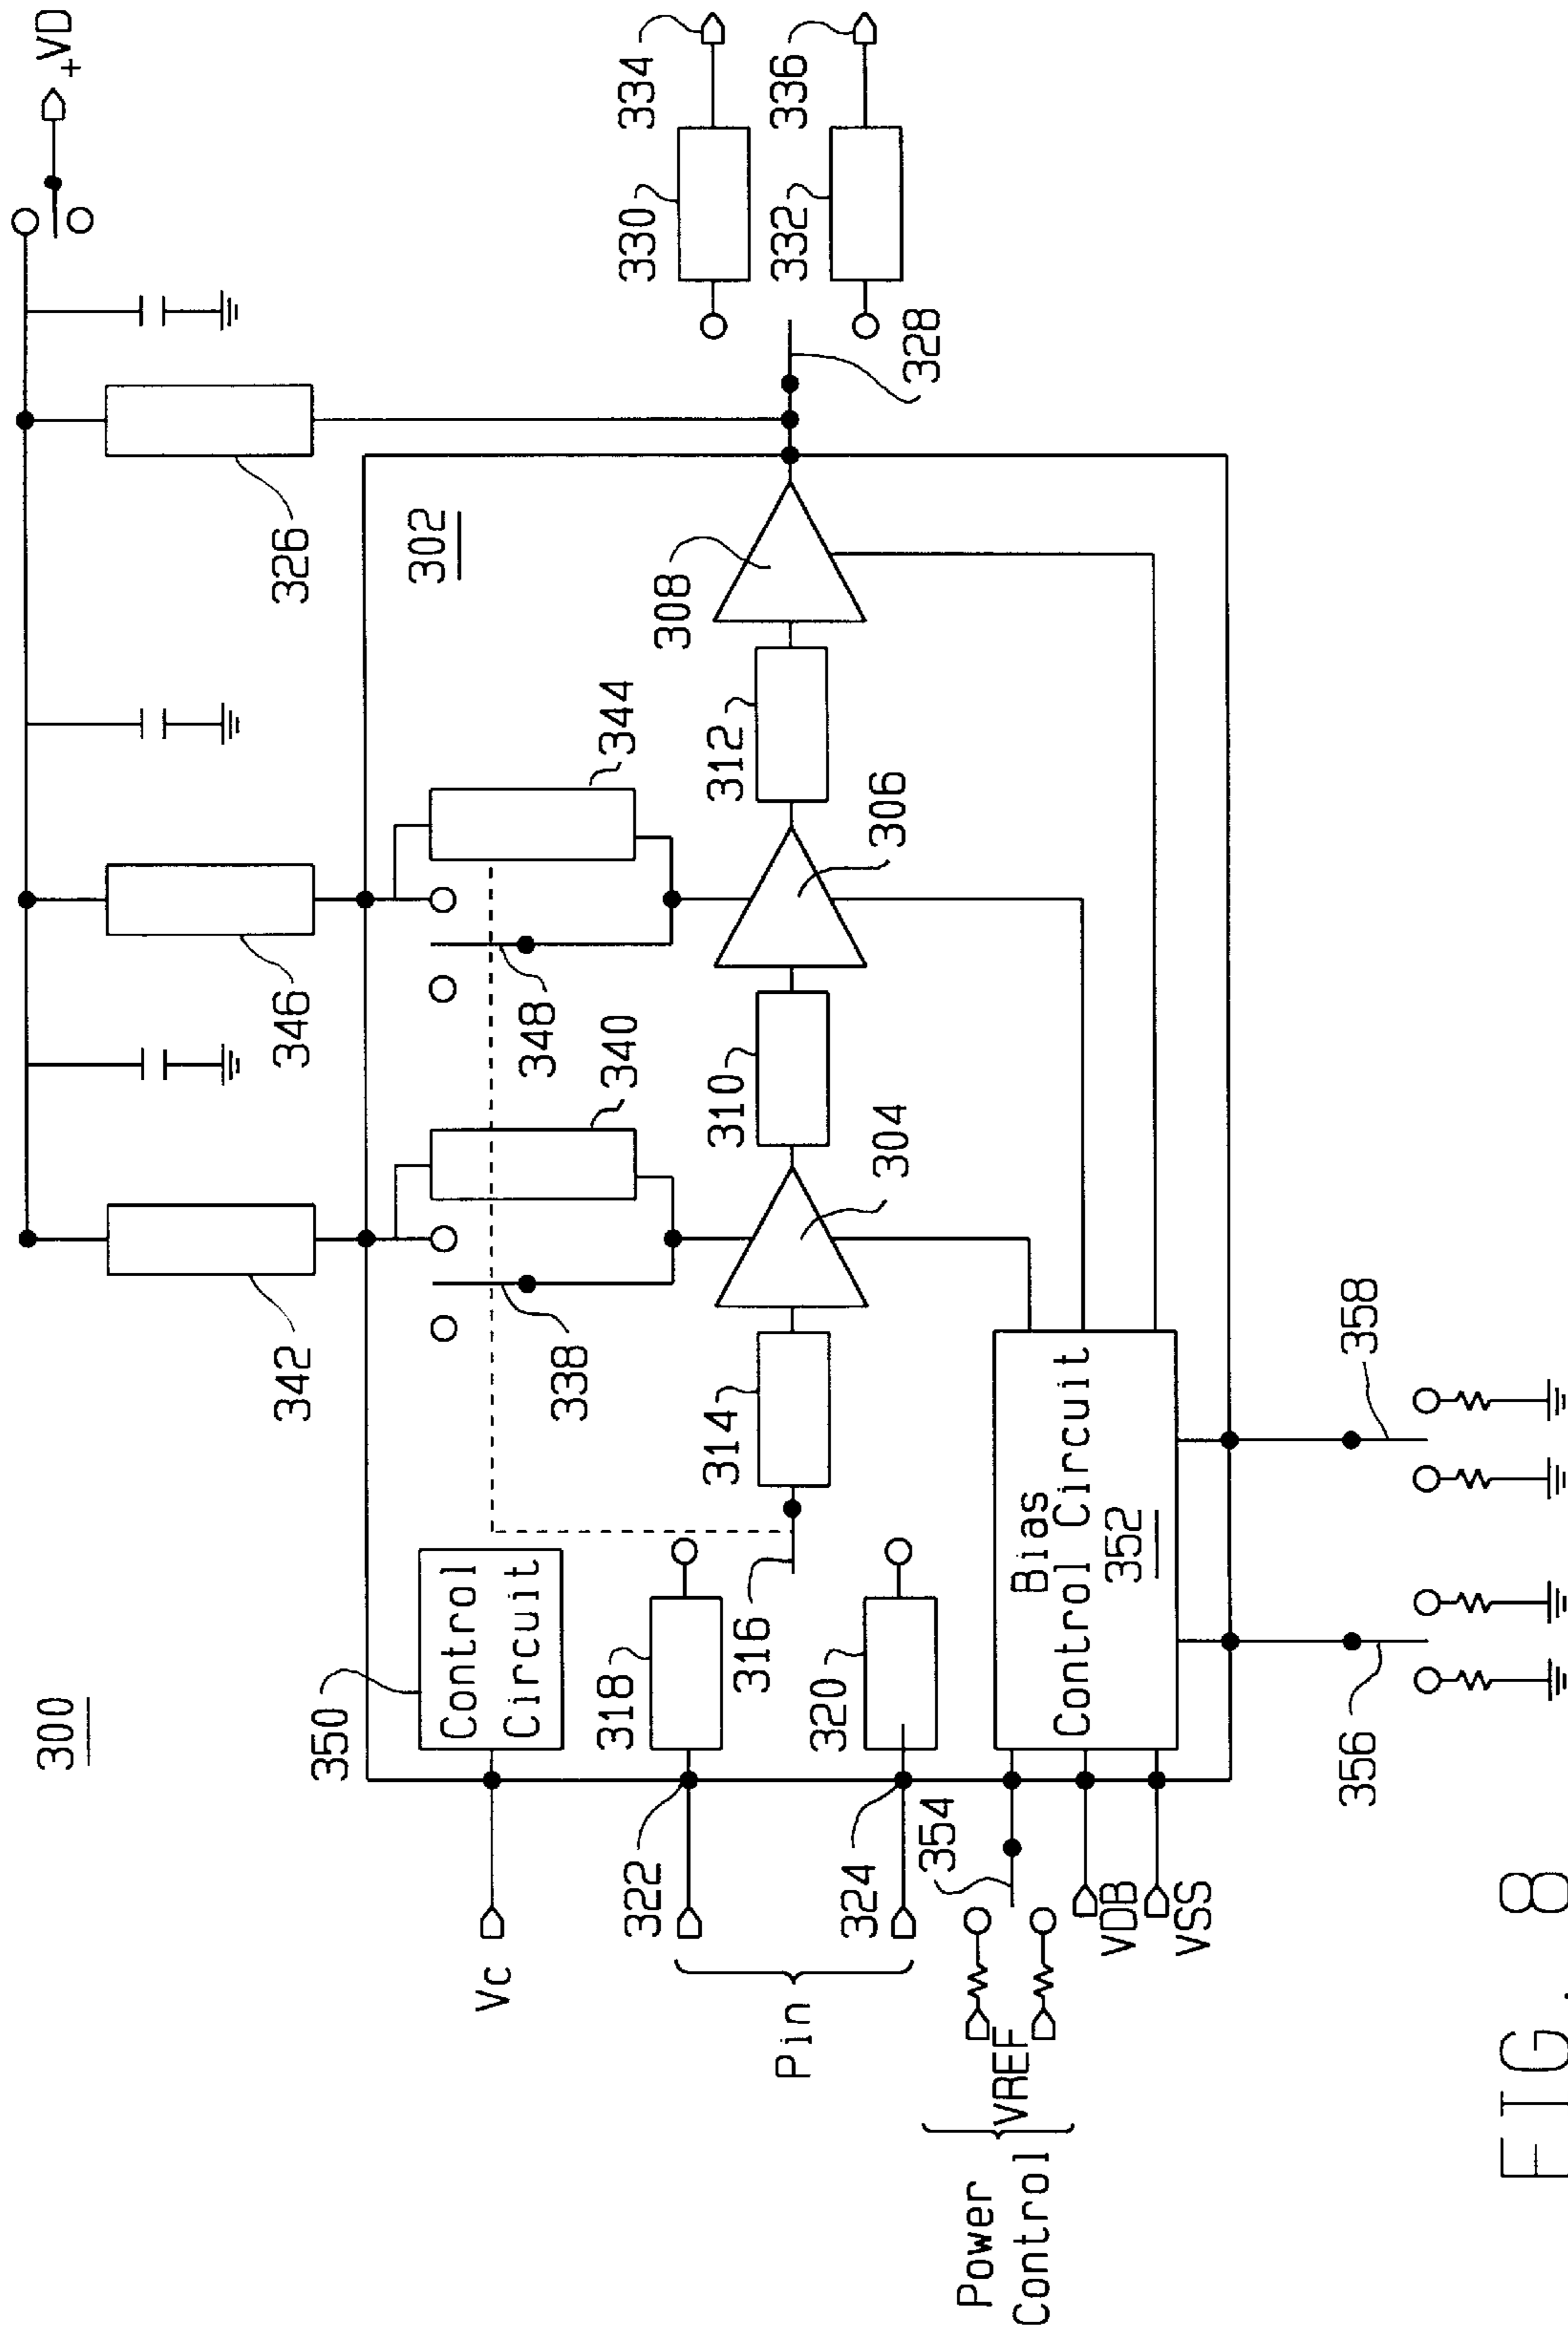 300
+VD
342
346
326
302
350
Control
Circuit
338
340
348
344
Vc
318
316
314
304
310
306
312
308
330
334
332
336
328
322
320
324
Pin
354
Bias
Control Circuit
352
VREF
Power
Control
VDB
VSS
356
358
FIG. 8